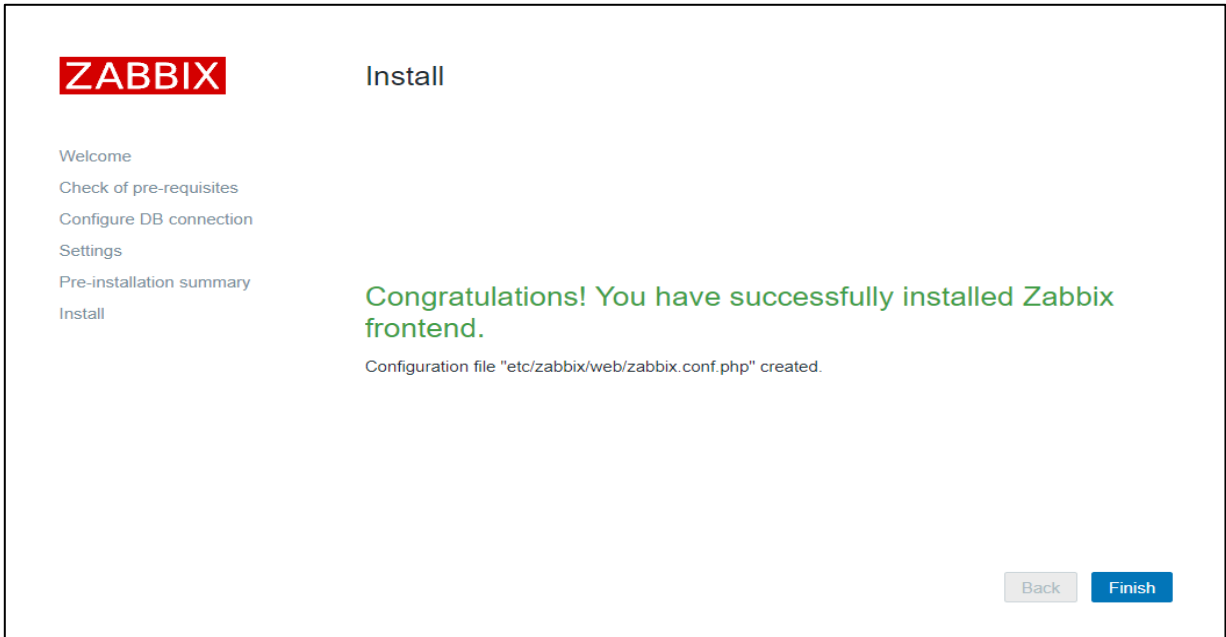 ZABBIX
Install
Welcome
Check of pre-requisites
Configure DB connection
Settings
Pre-installation summary
Install
Congratulations! You have successfully installed Zabbix
frontend.
Configuration file "etc/zabbix/web/zabbix.conf.php" created.
Back
Finish